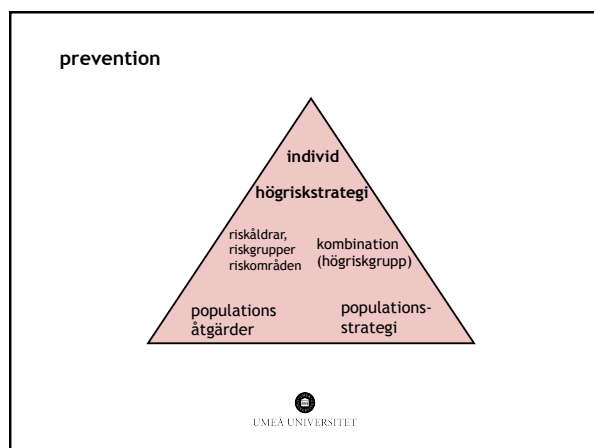 prevention
individ
högriskstrategi
riskåldrar,
riskgrupper
riskområden
kombination
(högriskgrupp)
populations
åtgärder
populations-
strategi
UMEÅ UNIVERSITET